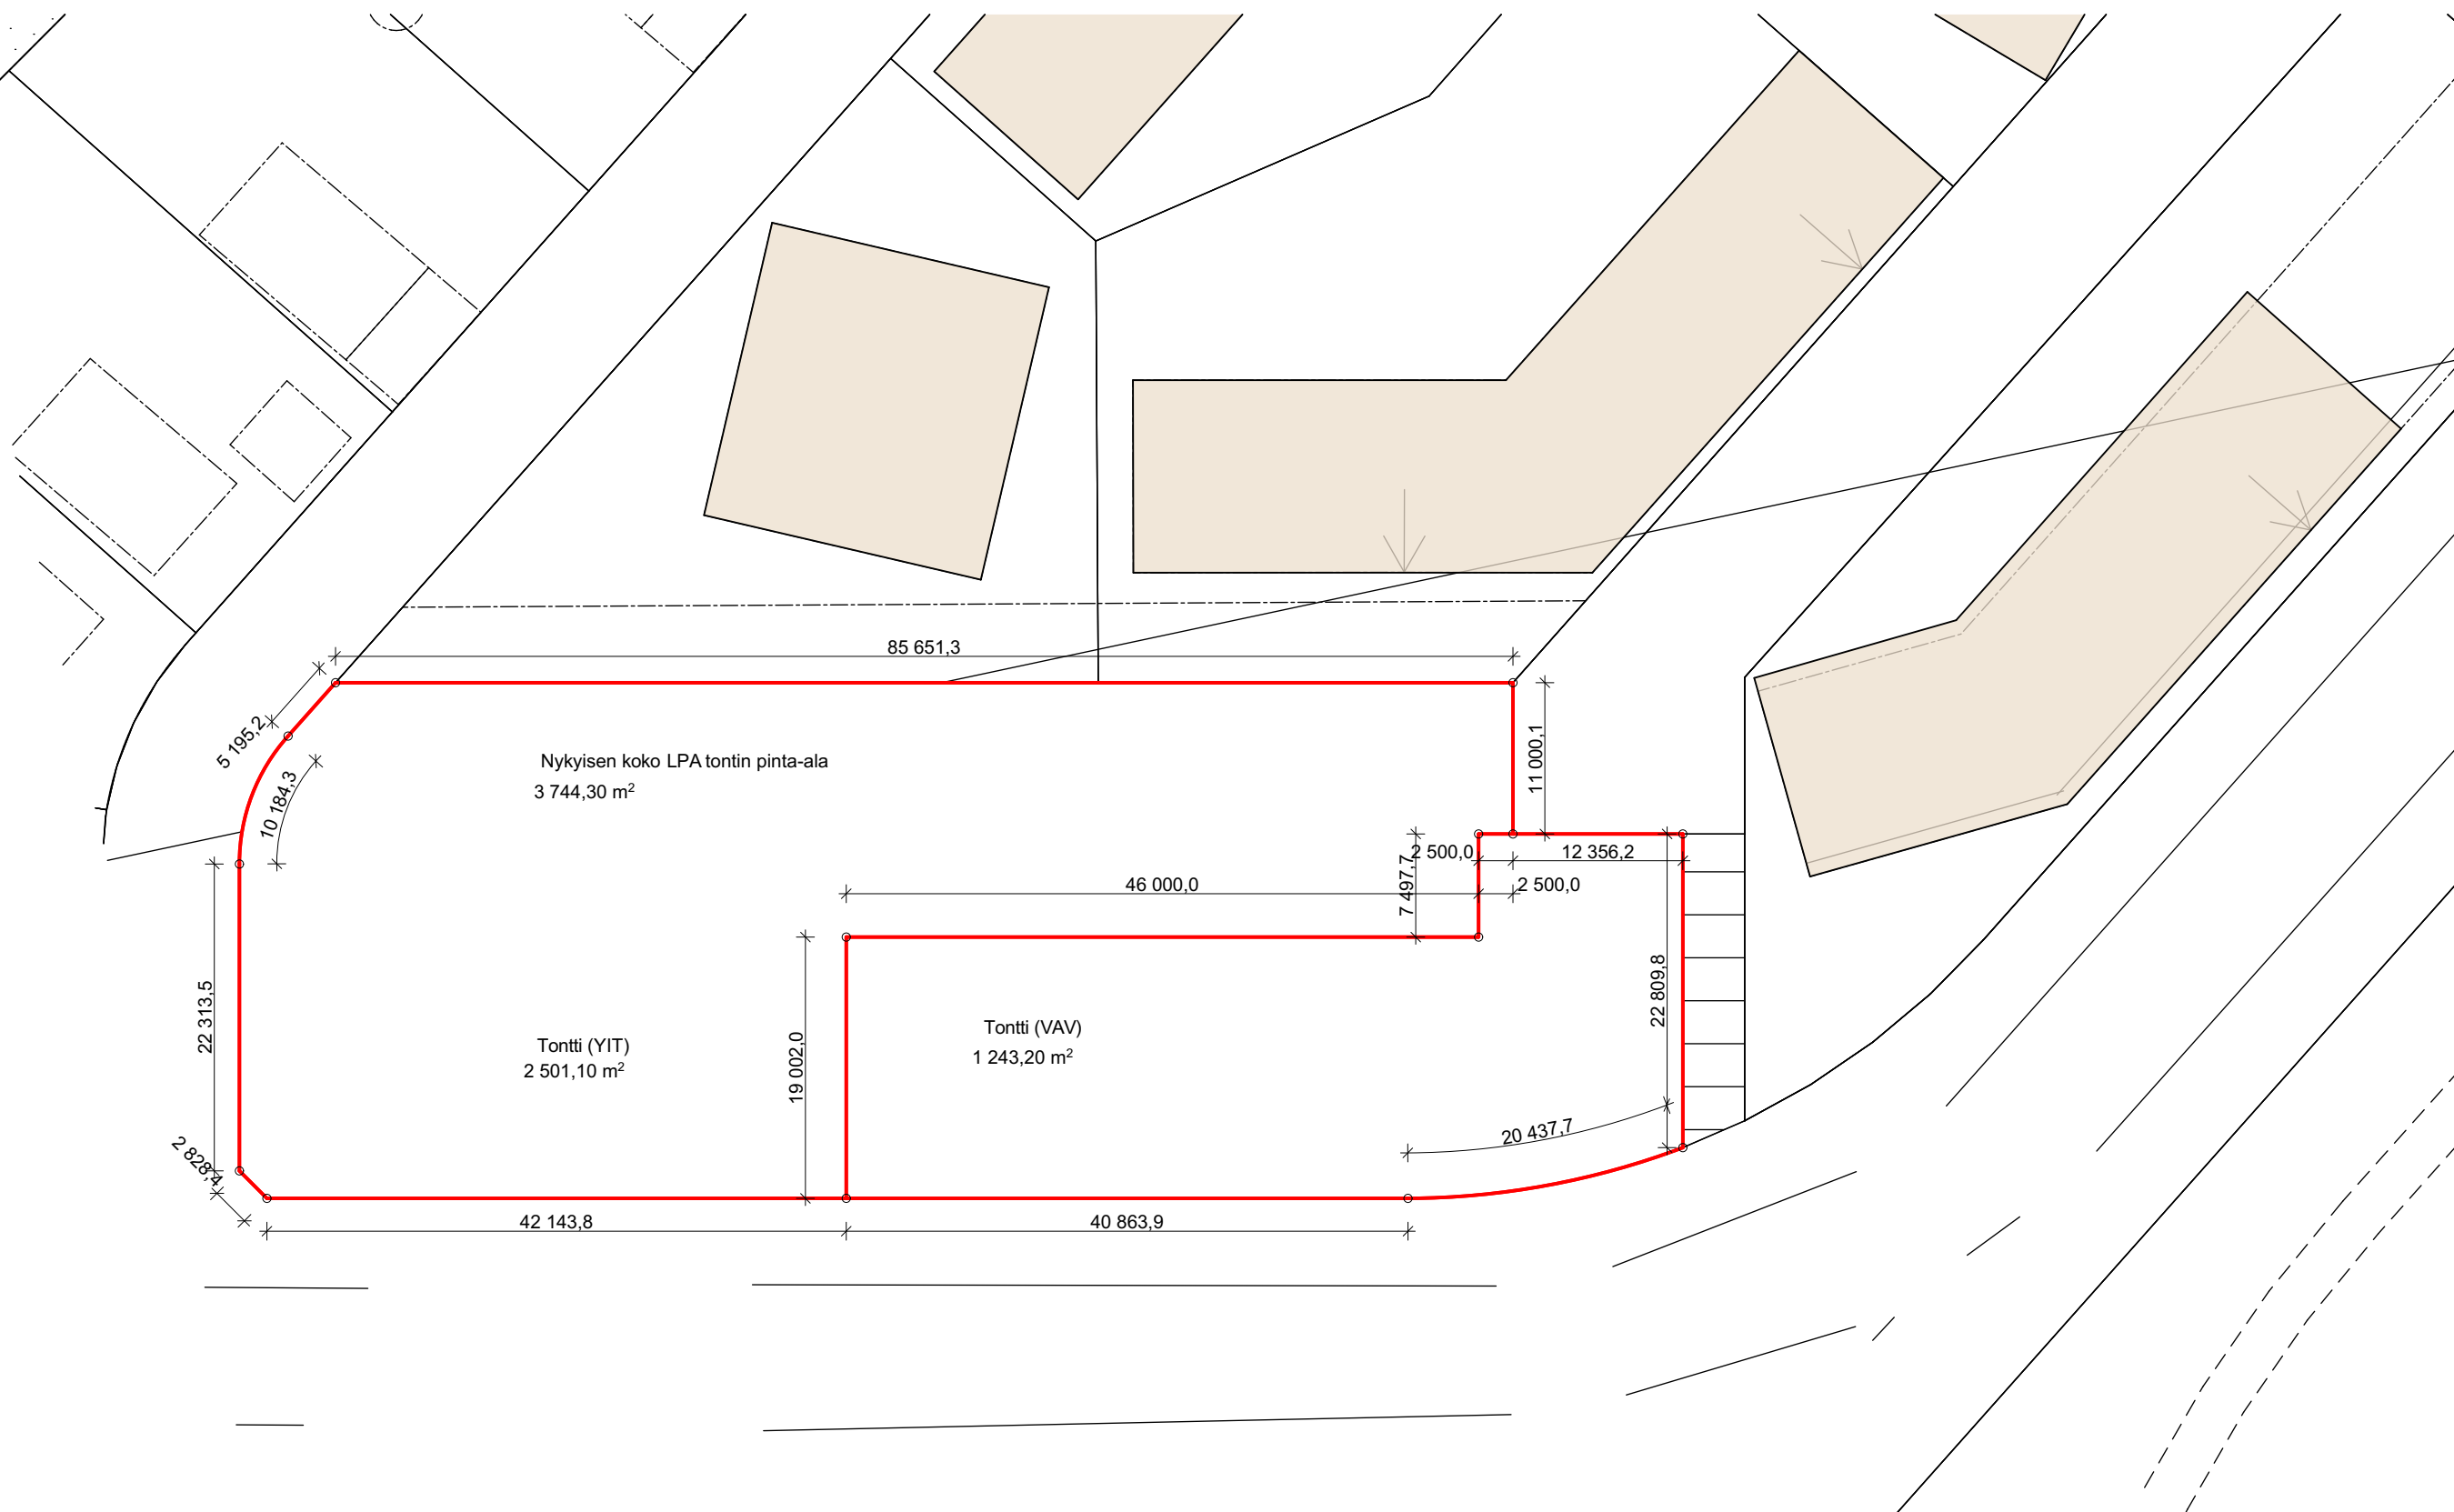 85 651,3
5 195,2
11 000,1
Nykyisen koko LPA tontin pinta-ala
3 744,30 m²
10 184,3
2 500,0
12 356,2
7 497,7
46 000,0
2 500,0
22 313,5
22 809,8
19 002,0
Tontti (VAV)
1 243,20 m²
Tontti (YIT)
2 501,10 m²
20 437,7
2 828,4
42 143,8
40 863,9